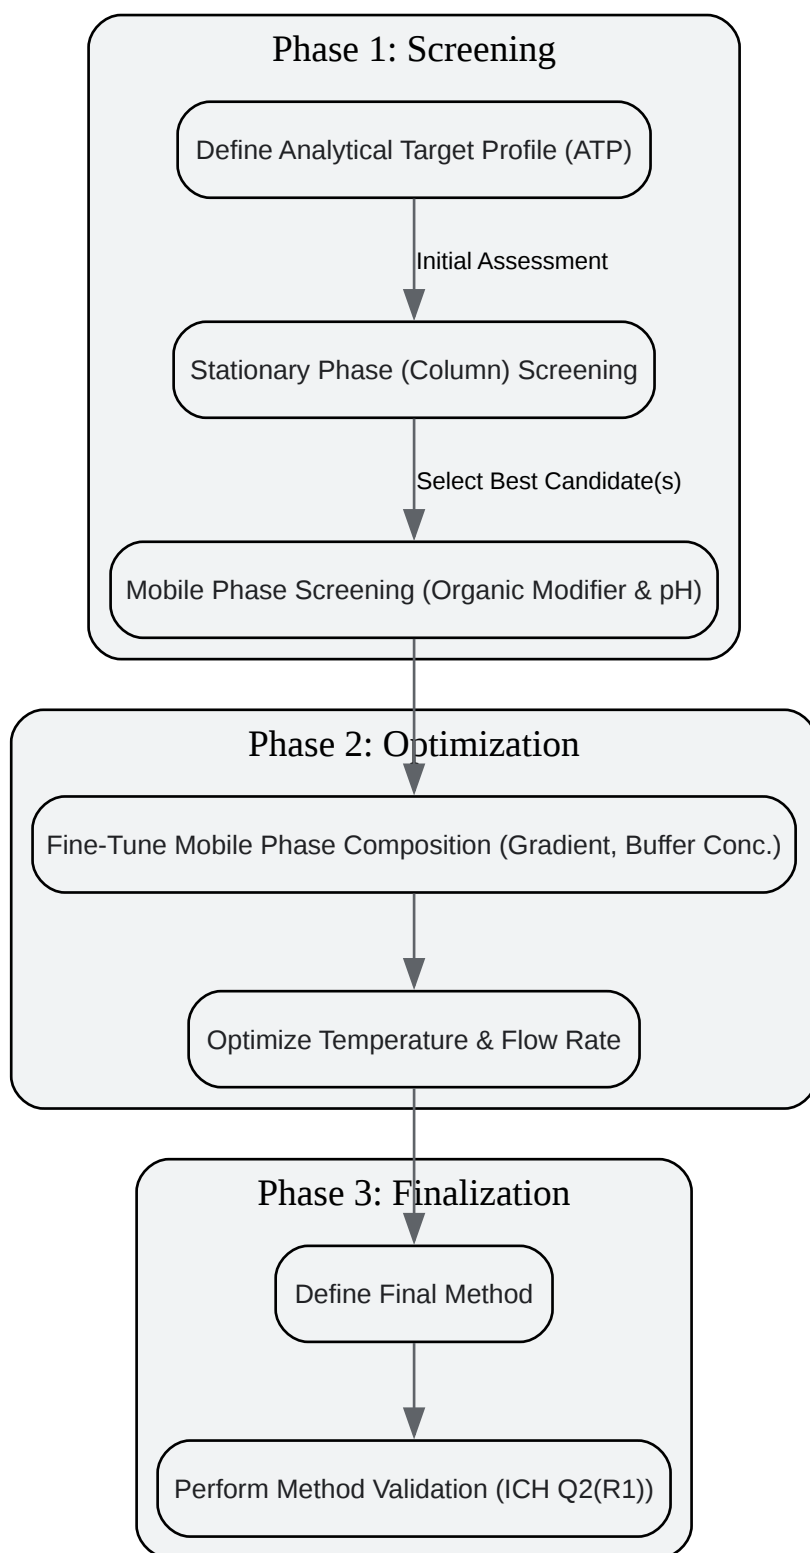 Phase 1: Screening
Define Analytical Target Profile (ATP)
Initial Assessment
Stationary Phase (Column) Screening
Select Best Candidate(s)
Mobile Phase Screening (Organic Modifier & pH)
Phase 2: Optimization
Fine-Tune Mobile Phase Composition (Gradient, Buffer Conc.)
Optimize Temperature & Flow Rate
Phase 3: Finalization
Define Final Method
Perform Method Validation (ICH Q2(R1))